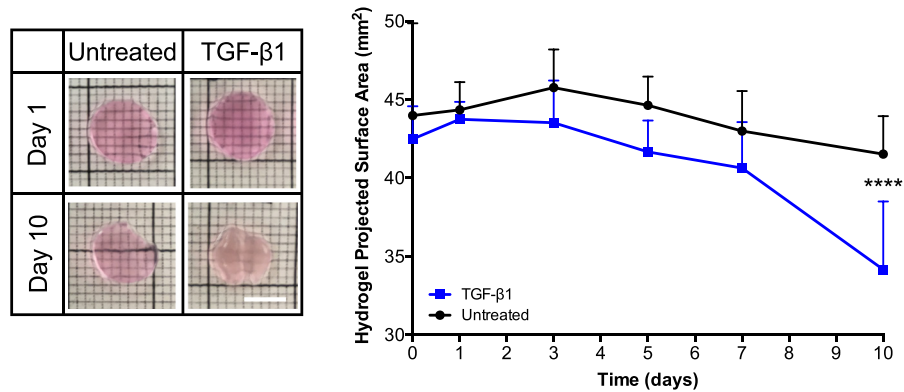 Untreated TGF-β1
Day 1
Day 10
Hydrogel Projected Surface Area (mm²)
50
45
40
35
30
****
TGF-β1
Untreated
0 1 2 3 4 5 6 7 8 9 10
Time (days)